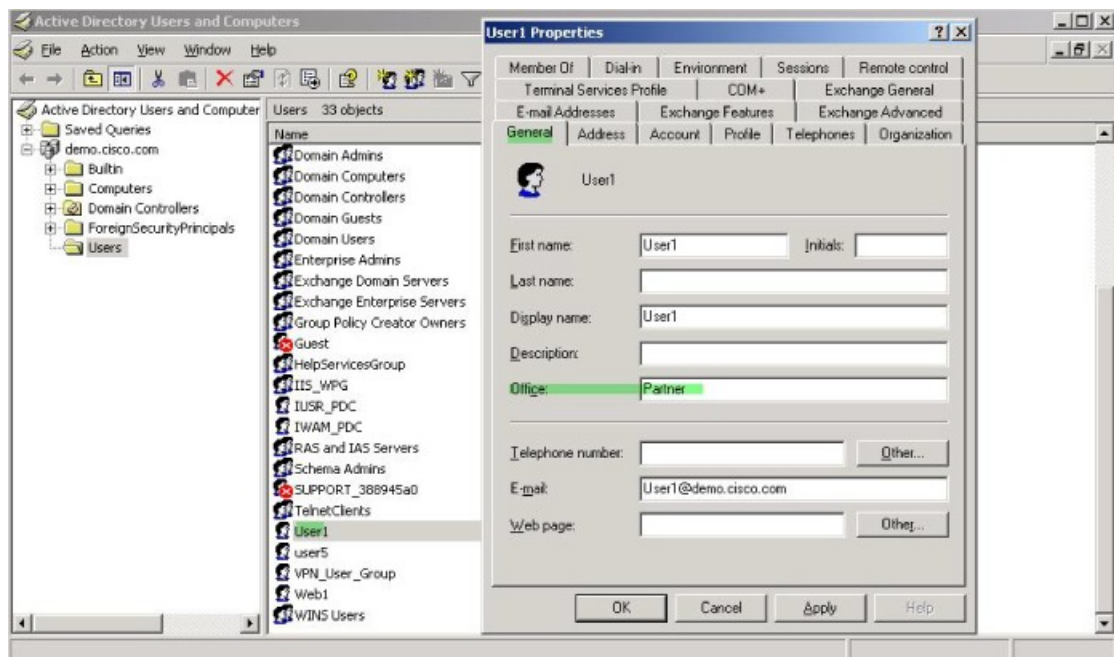 Active Directory Users and Computers
File Action View Window Help
Active Directory Users and Computer
Saved Queries
demo.cisco.com
Builtin
Computers
Domain Controllers
ForeignSecurityPrincipals
Users
Users 33 objects
Name
Domain Admins
Domain Computers
Domain Controllers
Domain Guests
Domain Users
Enterprise Admins
Exchange Domain Servers
Exchange Enterprise Servers
Group Policy Creator Owners
Guest
HelpServicesGroup
IIS_WPG
IUSR_PDC
IWAM_PDC
RAS and IAS Servers
Schema Admins
SUPPORT_388945a0
TelnetClients
User1
user5
VPN_User_Group
Web1
WINS Users
User1 Properties
Member Of Dial-in Environment Sessions Remote control
Terminal Services Profile COM+ Exchange General
E-mail Addresses Exchange Features Exchange Advanced
General Address Account Profile Telephones Organization
User1
First name: User1 Initials:
Last name:
Display name: User1
Description:
Office: Partner
Telephone number: Other...
E-mail: User1@demo.cisco.com
Web page: Other...
OK Cancel Apply Help